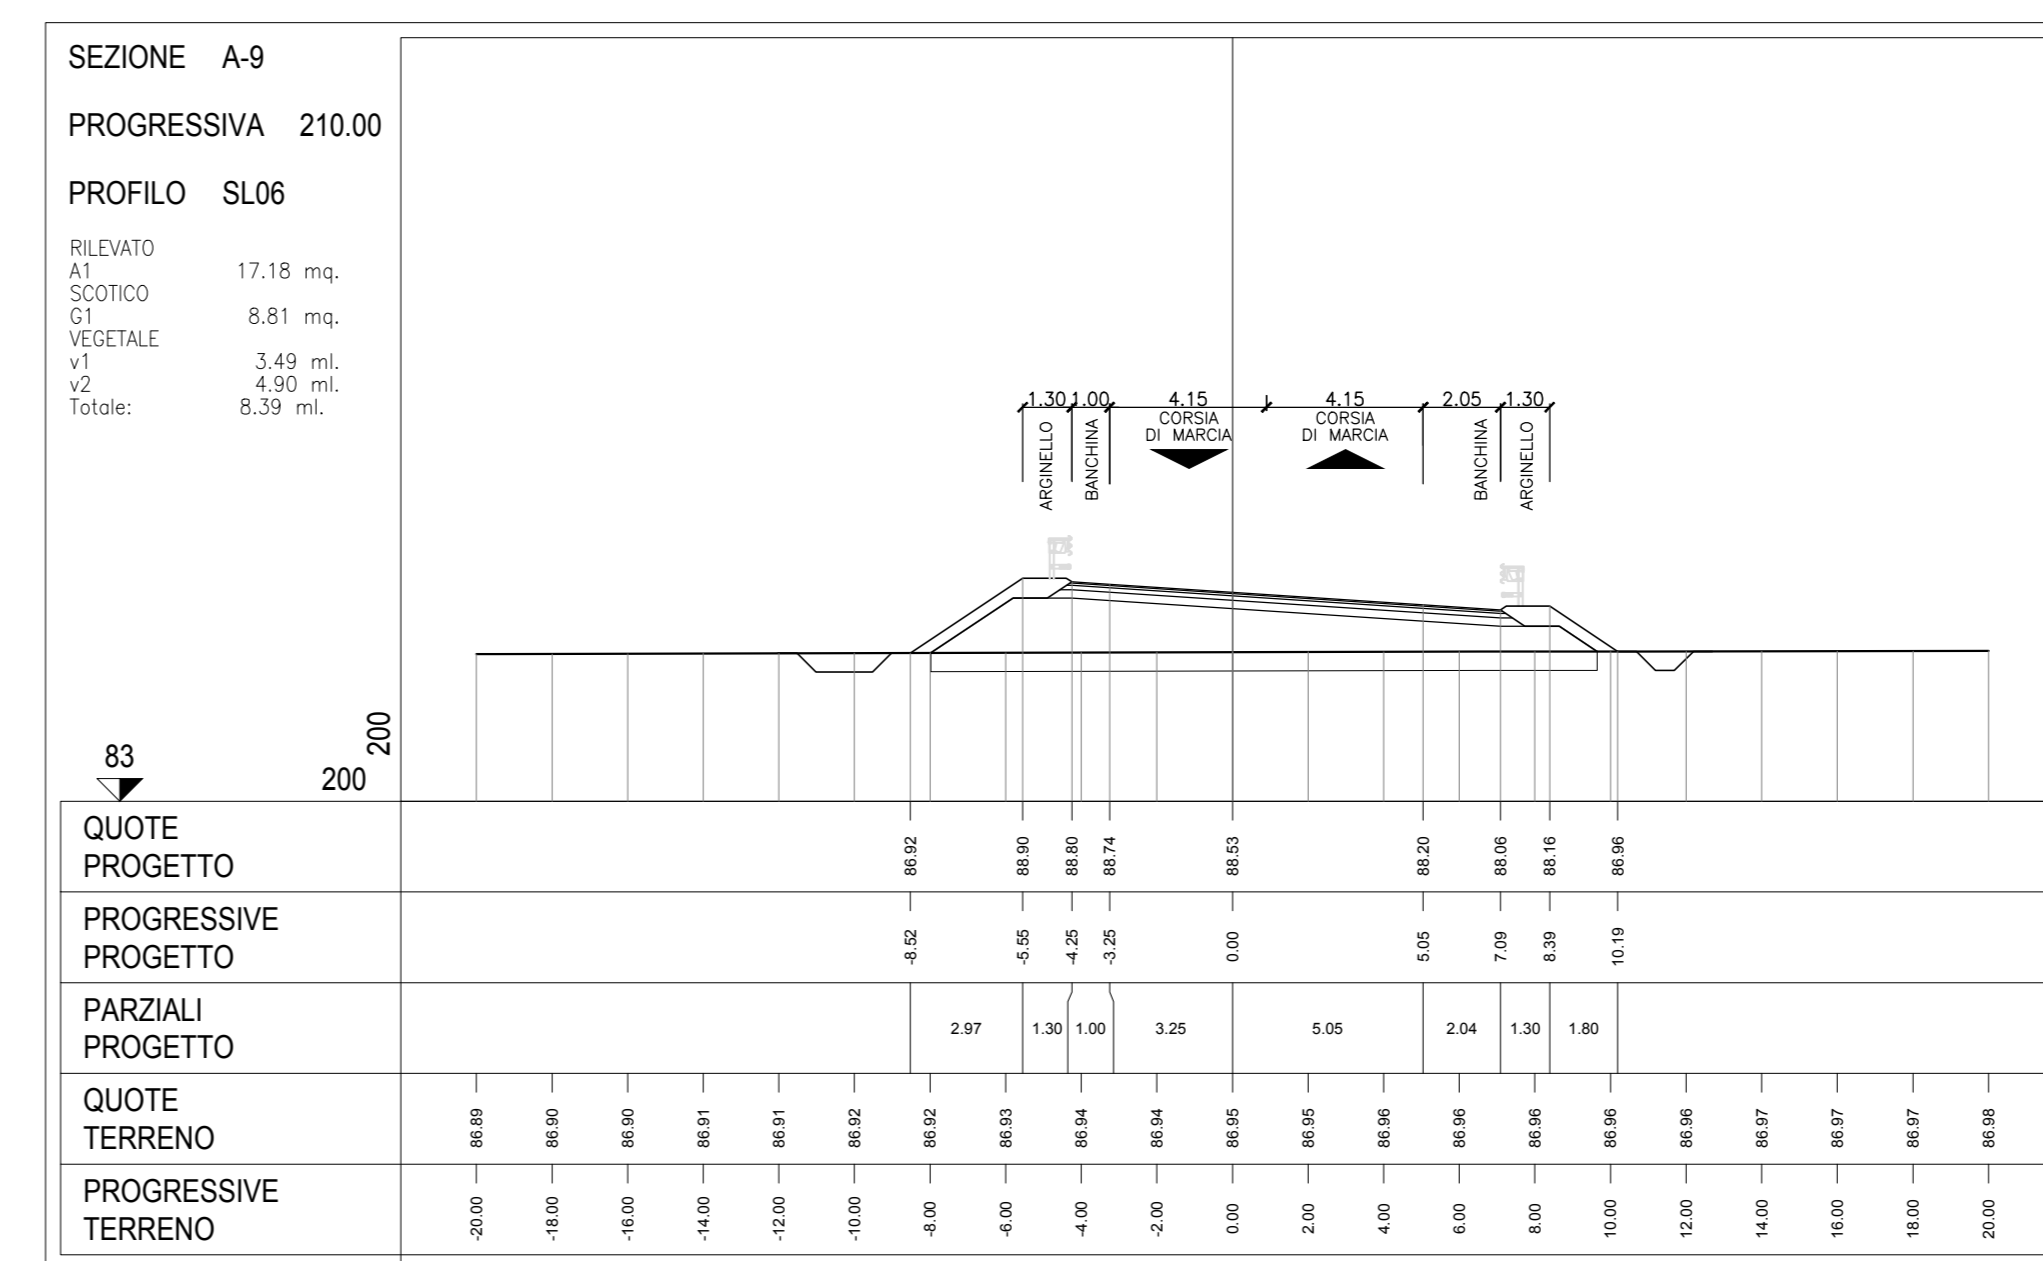 SEZIONE A-9
PROGRESSIVA 210.00
PROFILO SL06
RILEVATO
A1 17.18 mq.
SCOTICO
G1 8.81 mq.
VEGETALE
v1 3.49 ml.
v2 4.90 ml.
Totale: 8.39 ml.
1.30 1.00 4.15 4.15 2.05 1.30
ARGINELLO
BANCHINA
CORSIA
DI MARCIA
CORSIA
DI MARCIA
BANCHINA
ARGINELLO
83
200
200
QUOTE
PROGETTO
86.92 88.90 88.80 88.74 88.53 88.20 88.06 88.16 86.96
PROGRESSIVE
PROGETTO
-8.52 -5.55 -4.25 -3.25 0.00 5.05 7.09 8.39 10.19
PARZIALI
PROGETTO
2.97 1.30 1.00 3.25 5.05 2.04 1.30 1.80
QUOTE
TERRENO
86.89 86.90 86.90 86.91 86.91 86.92 86.92 86.93 86.94 86.94 86.95 86.95 86.96 86.96 86.96 86.96 86.96 86.97 86.97 86.97 86.98
PROGRESSIVE
TERRENO
-20.00 -18.00 -16.00 -14.00 -12.00 -10.00 -8.00 -6.00 -4.00 -2.00 0.00 2.00 4.00 6.00 8.00 10.00 12.00 14.00 16.00 18.00 20.00